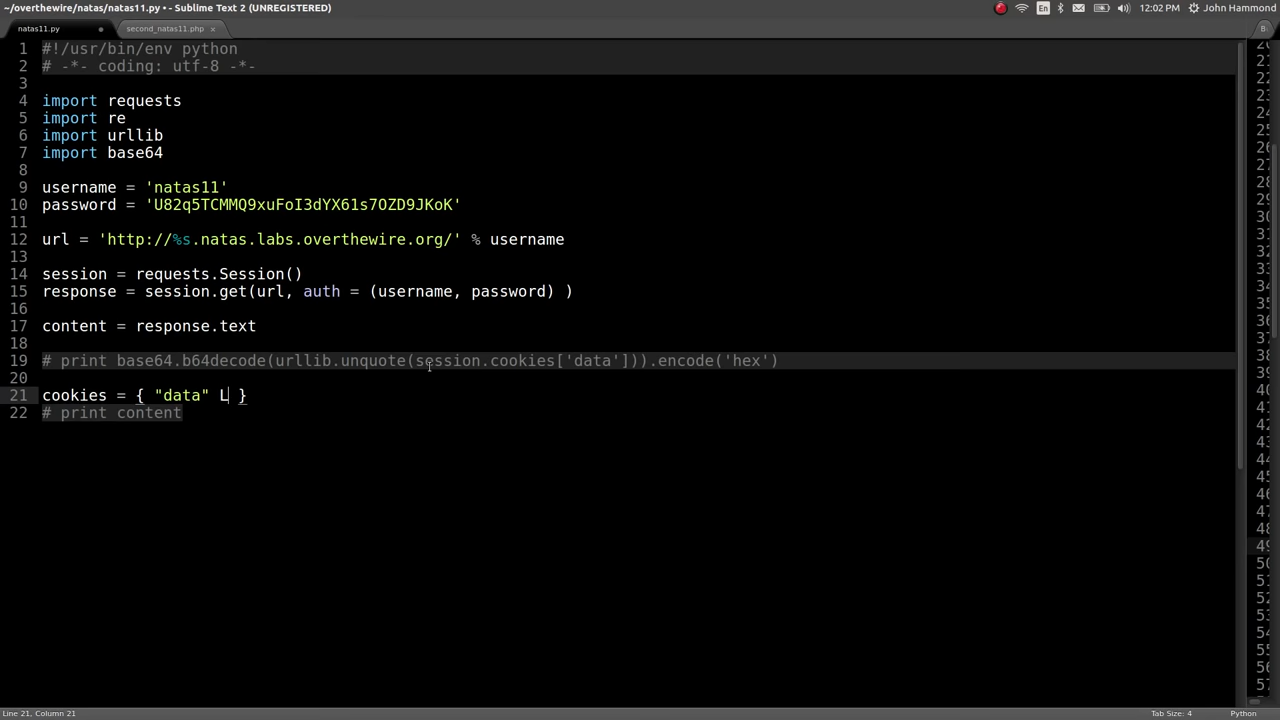 ~/overthewire/natas/natas11.py • - Sublime Text 2 (UNREGISTERED)
En
12:02 PM
John Hammond
natas11.py
second_natas11.php ×
1 #!/usr/bin/env python
2 # -*- coding: utf-8 -*-
3
4 import requests
5 import re
6 import urllib
7 import base64
8
9 username = 'natas11'
10 password = 'U82q5TCMMQ9xuFoI3dYX61s7OZD9JKoK'
11
12 url = 'http://%s.natas.labs.overthewire.org/' % username
13
14 session = requests.Session()
15 response = session.get(url, auth = (username, password) )
16
17 content = response.text
18
19 # print base64.b64decode(urllib.unquote(session.cookies['data'])).encode('hex')
20
21 cookies = { "data" L }
22 # print content
Line 21, Column 21
Tab Size: 4
Python